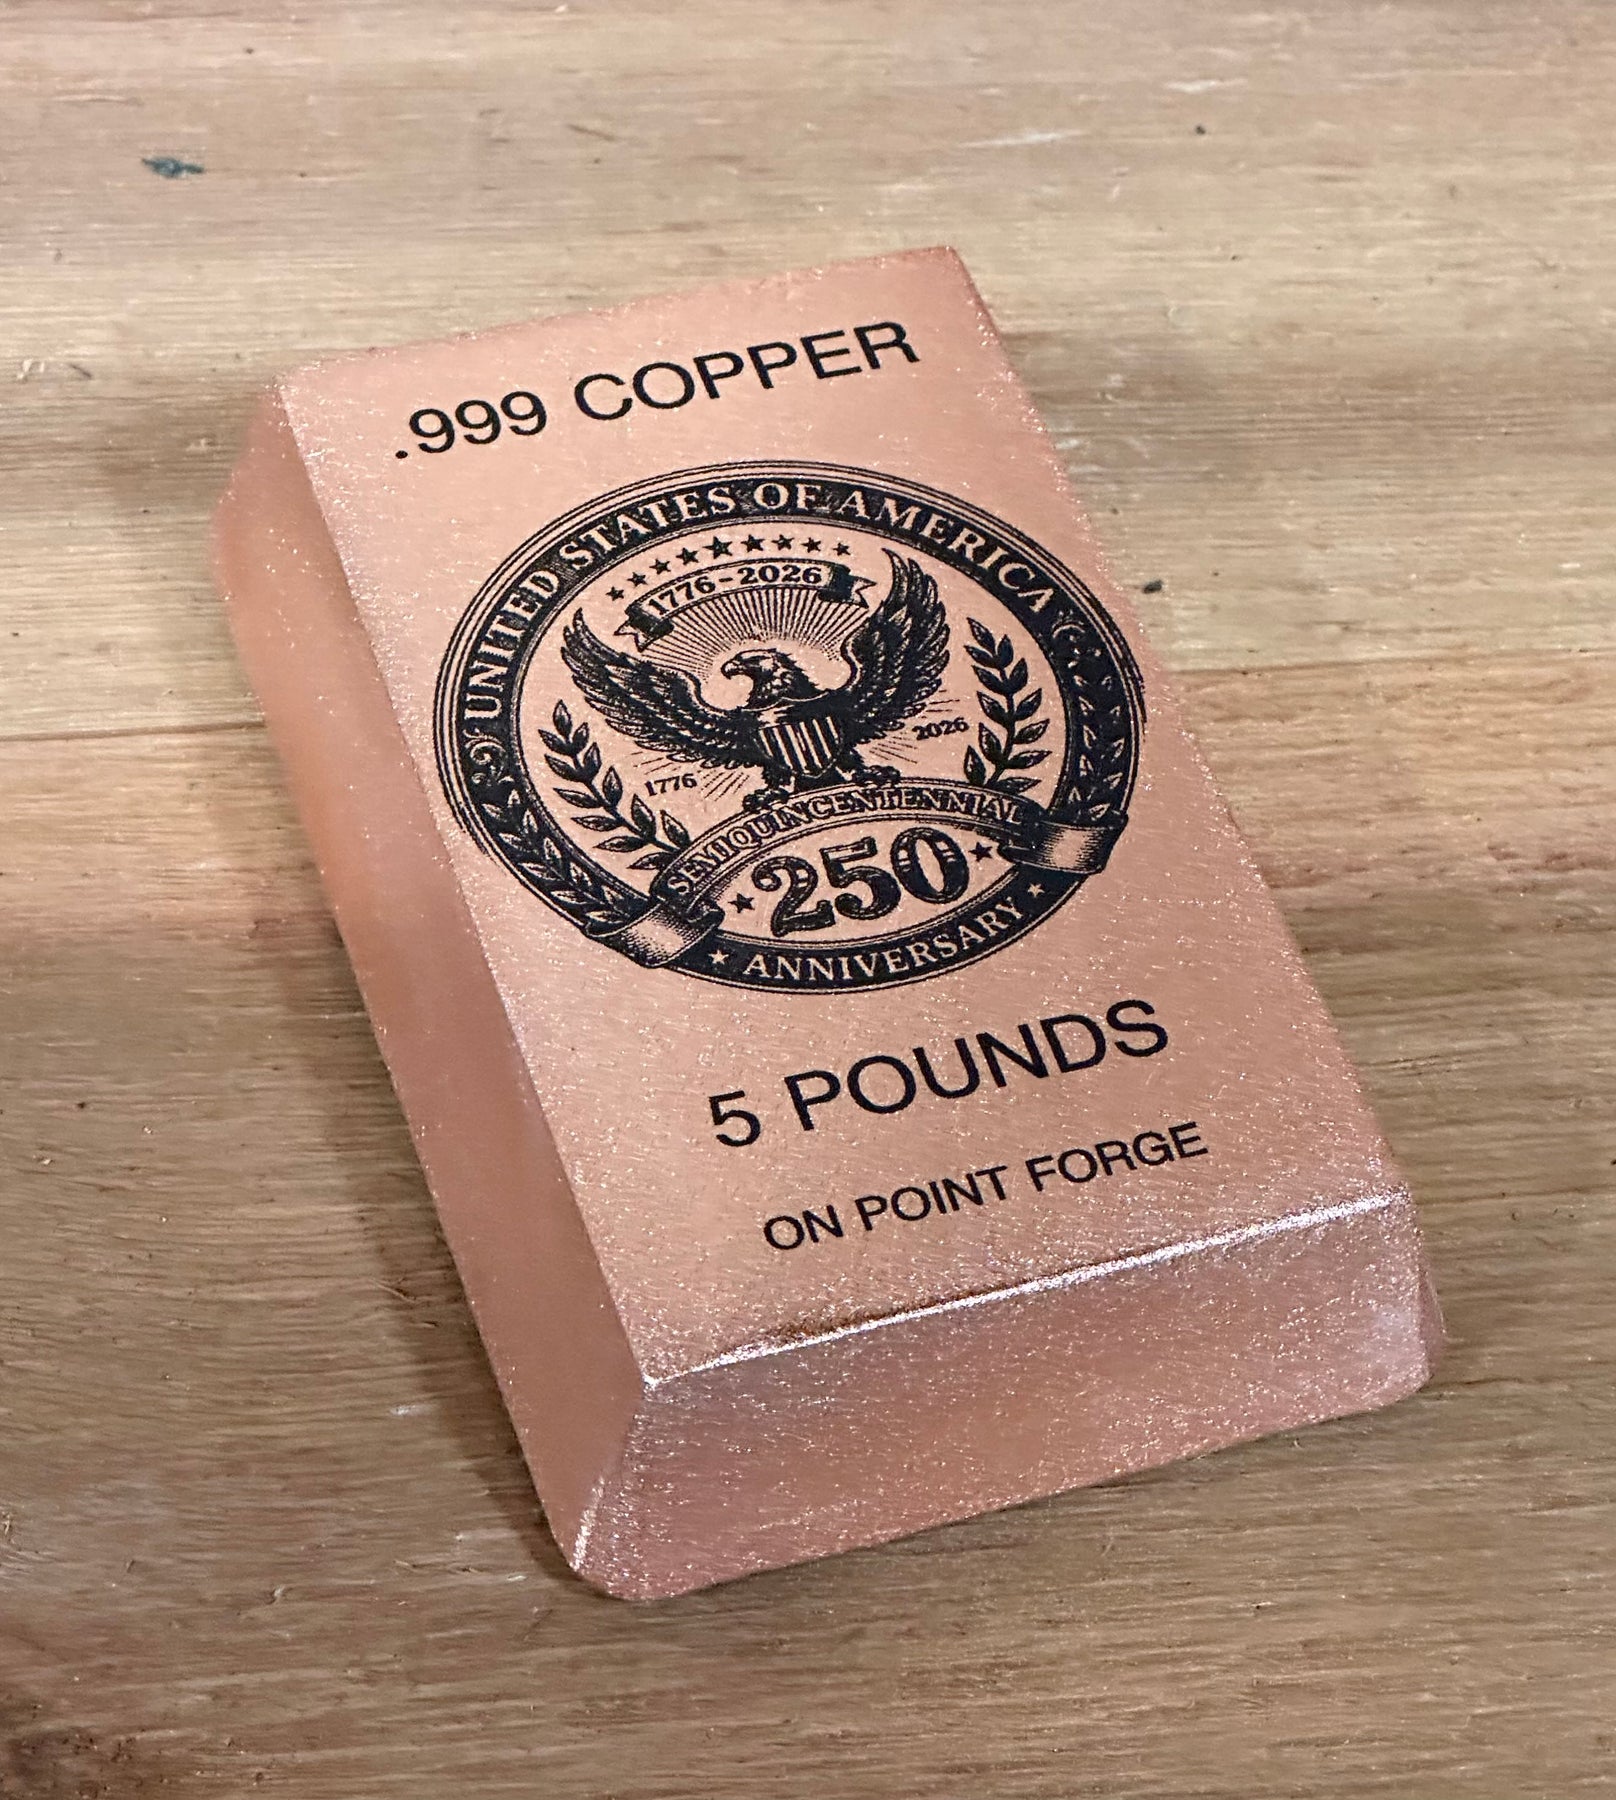 .999 COPPER
UNITED STATES OF AMERICA
1776-2026
1776
2026
SEMIQUINCENTENNIAL
250
ANNIVERSARY
5 POUNDS
ON POINT FORGE